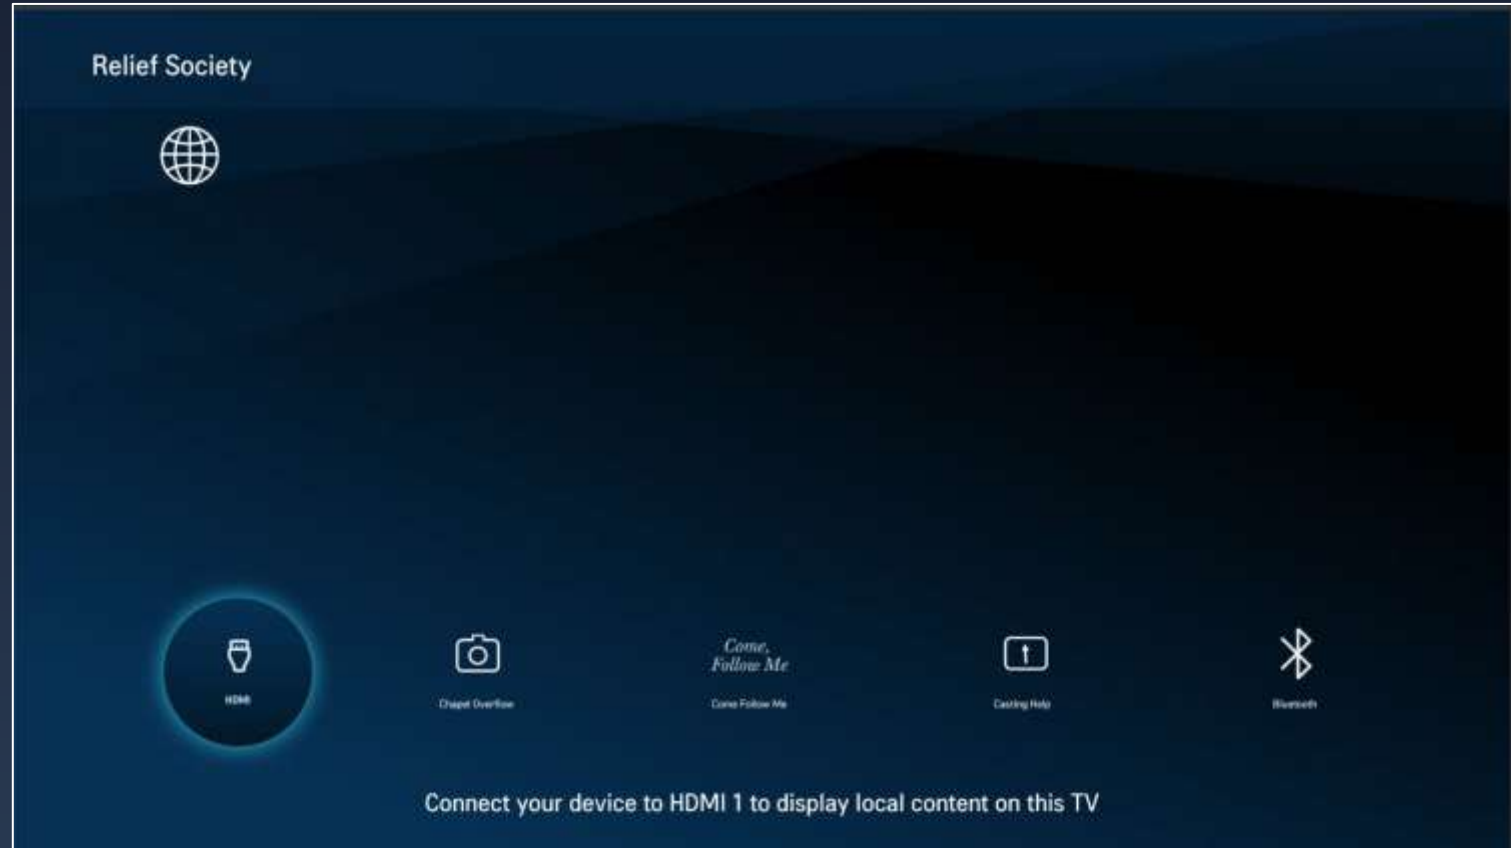 Relief Society
HDMI
Chapel Overflow
Come,
Follow Me
Come Follow Me
Casting Help
Bluetooth
Connect your device to HDMI 1 to display local content on this TV